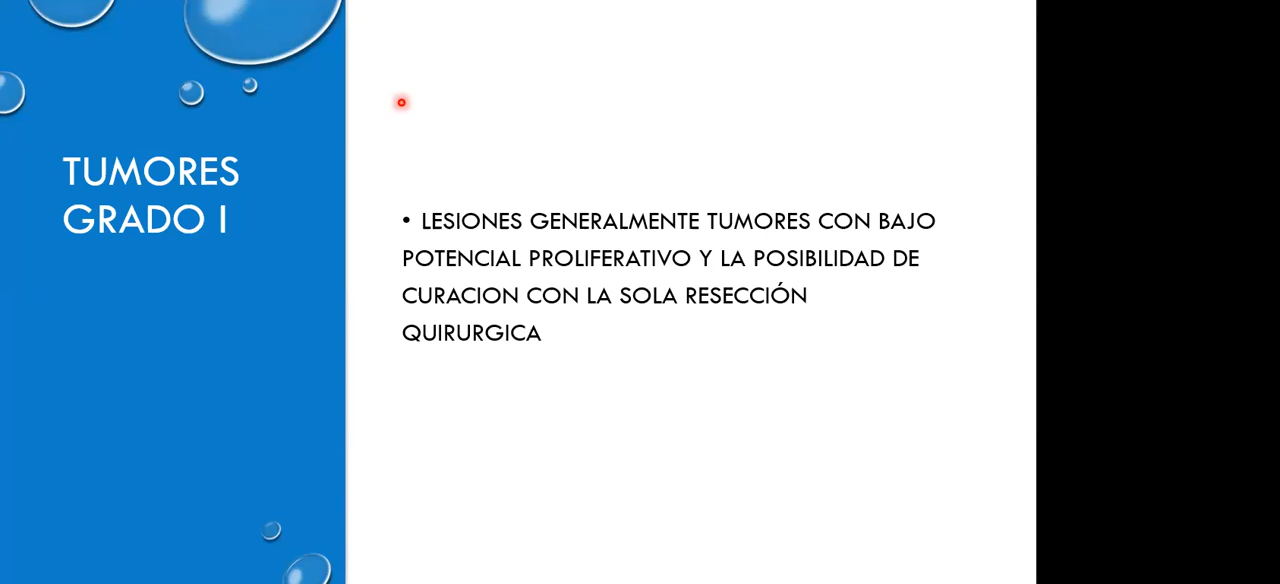 TUMORES
GRADO I
• LESIONES GENERALMENTE TUMORES CON BAJO
POTENCIAL PROLIFERATIVO Y LA POSIBILIDAD DE
CURACION CON LA SOLA RESECCIÓN
QUIRURGICA